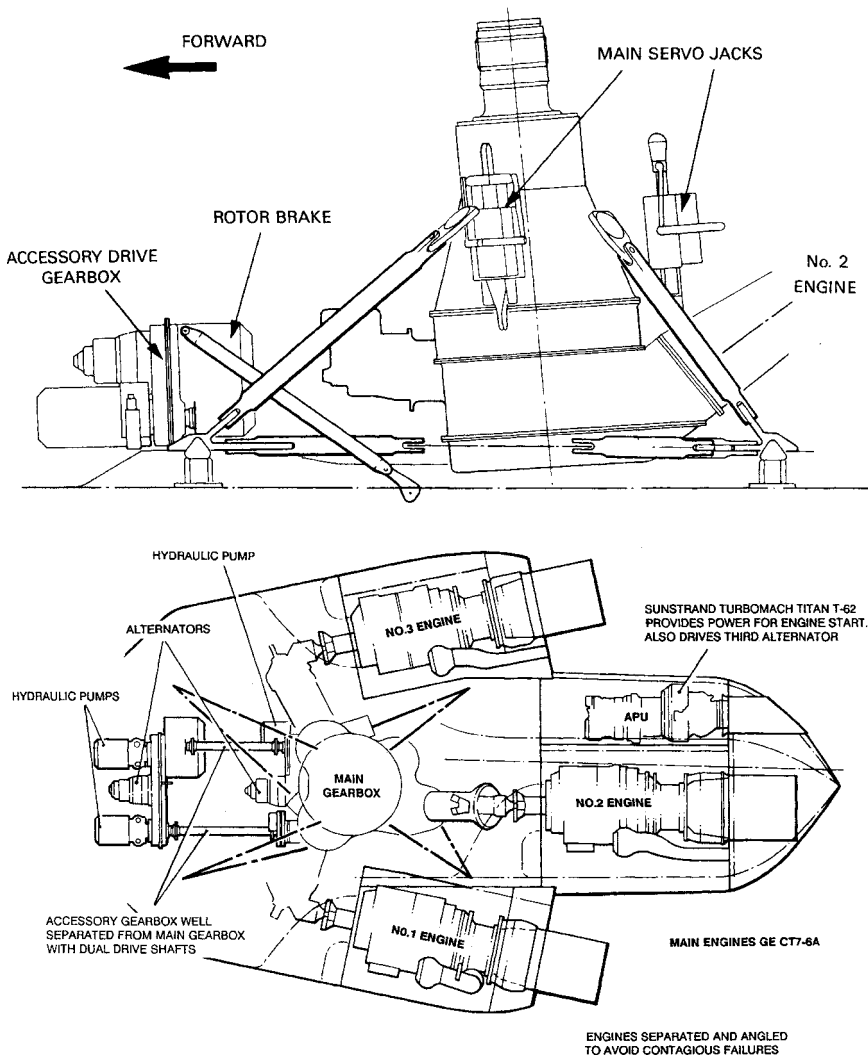 FORWARD
MAIN SERVO JACKS
ROTOR BRAKE
ACCESSORY DRIVE
GEARBOX
No. 2
ENGINE
HYDRAULIC PUMP
ALTERNATORS
HYDRAULIC PUMPS
NO.3 ENGINE
SUNSTRAND TURBOMACH TITAN T-62
PROVIDES POWER FOR ENGINE START.
ALSO DRIVES THIRD ALTERNATOR
APU
MAIN
GEARBOX
NO.2 ENGINE
ACCESSORY GEARBOX WELL
SEPARATED FROM MAIN GEARBOX
WITH DUAL DRIVE SHAFTS
NO.1 ENGINE
MAIN ENGINES GE CT7-6A
ENGINES SEPARATED AND ANGLED
TO AVOID CONTAGIOUS FAILURES